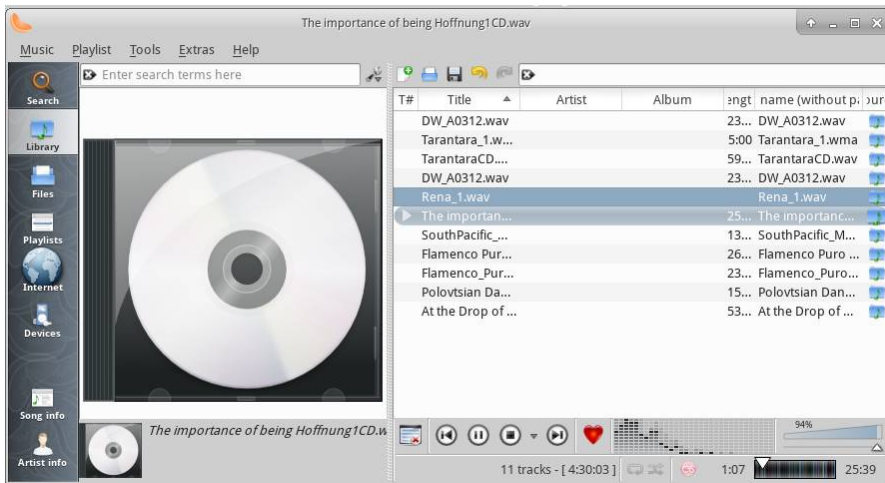 The importance of being Hoffnung1CD.wav
Music Playlist Tools Extras Help
Search
Library
Files
Playlists
Internet
Devices
Song info
Artist info
Enter search terms here
The importance of being Hoffnung1CD.w
T# Title Artist Album engt name (without pa our
DW_A0312.wav 23... DW_A0312.wav
Tarantara_1.w... 5:00 Tarantara_1.wma
TarantaraCD.... 59... TarantaraCD.wav
DW_A0312.wav 23... DW_A0312.wav
Rena_1.wav Rena_1.wav
The importan... 25... The importanc...
SouthPacific_... 13... SouthPacific_M...
Flamenco Pur... 26... Flamenco Puro ...
Flamenco_Pur... 23... Flamenco_Puro...
Polovtsian Da... 15... Polovtsian Dan...
At the Drop of ... 53... At the Drop of ...
94%
11 tracks - [ 4:30:03 ] 1:07 25:39